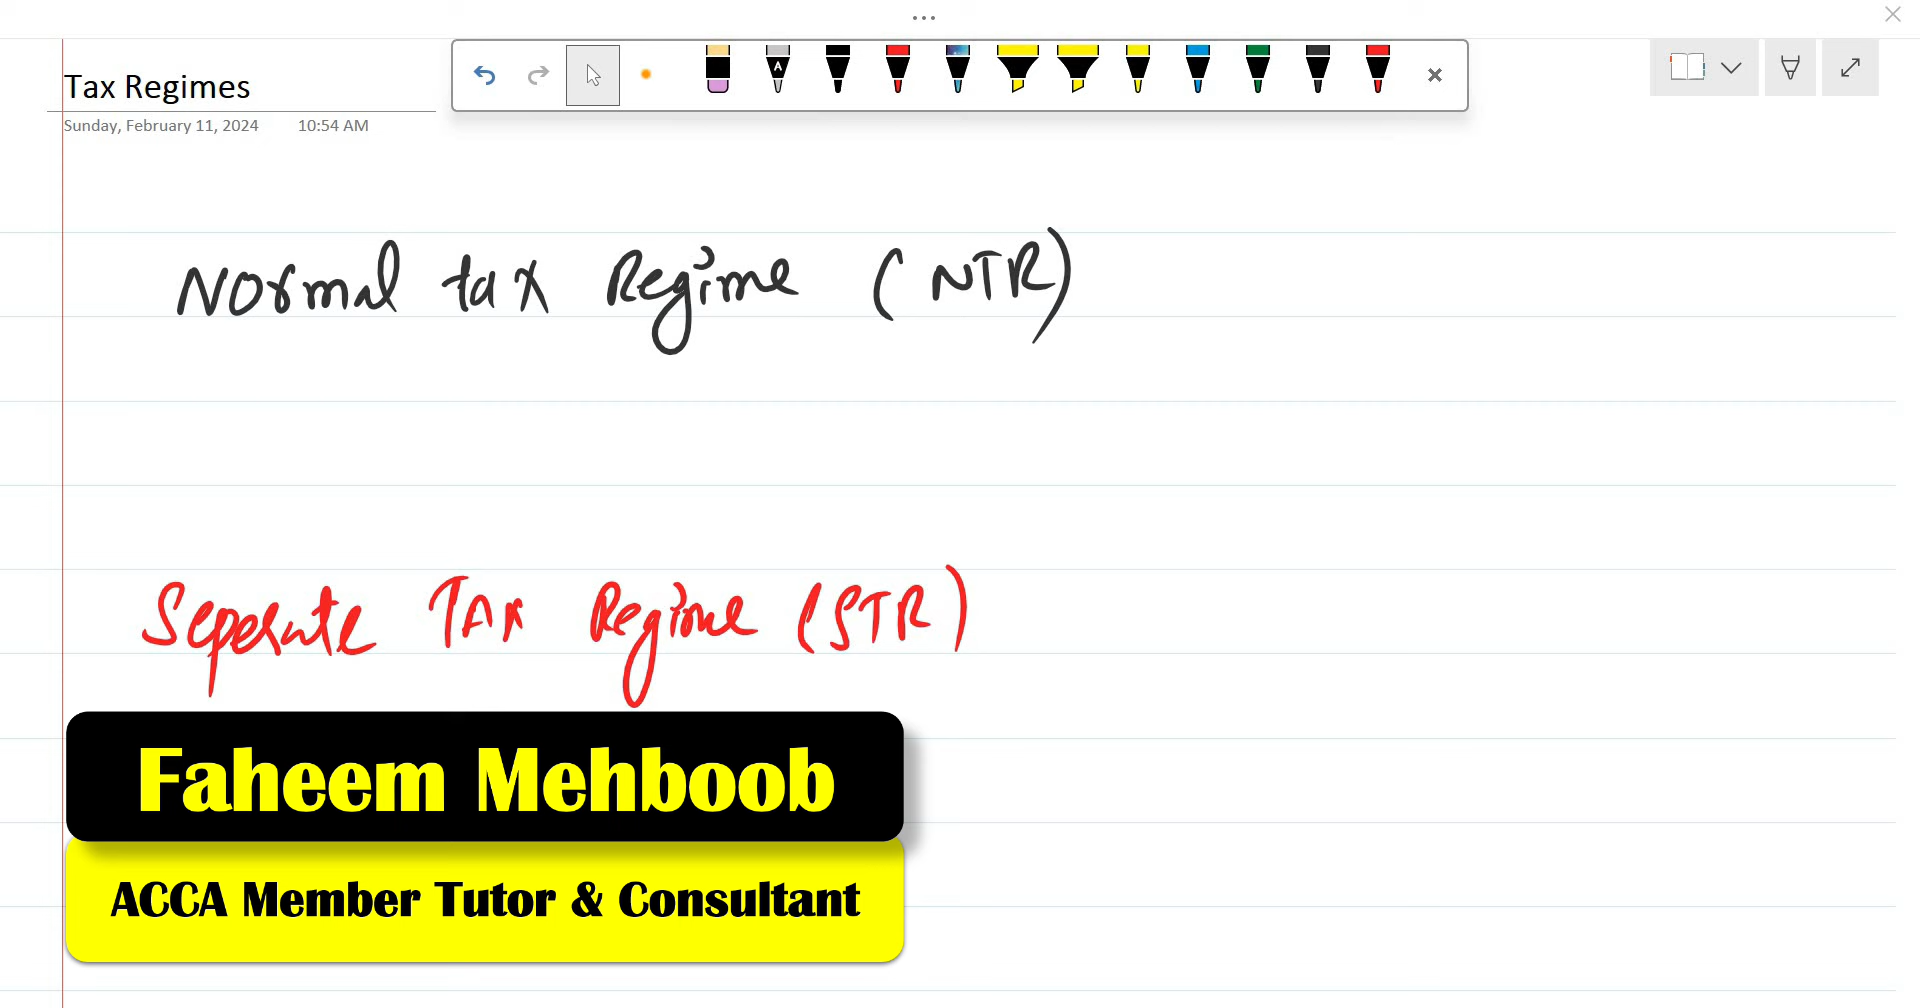 Tax Regimes
Sunday, February 11, 2024 10:54 AM
A
Normal tax Regime (NTR)
Seperate Tax Regime (STR)
Faheem Mehboob
ACCA Member Tutor & Consultant